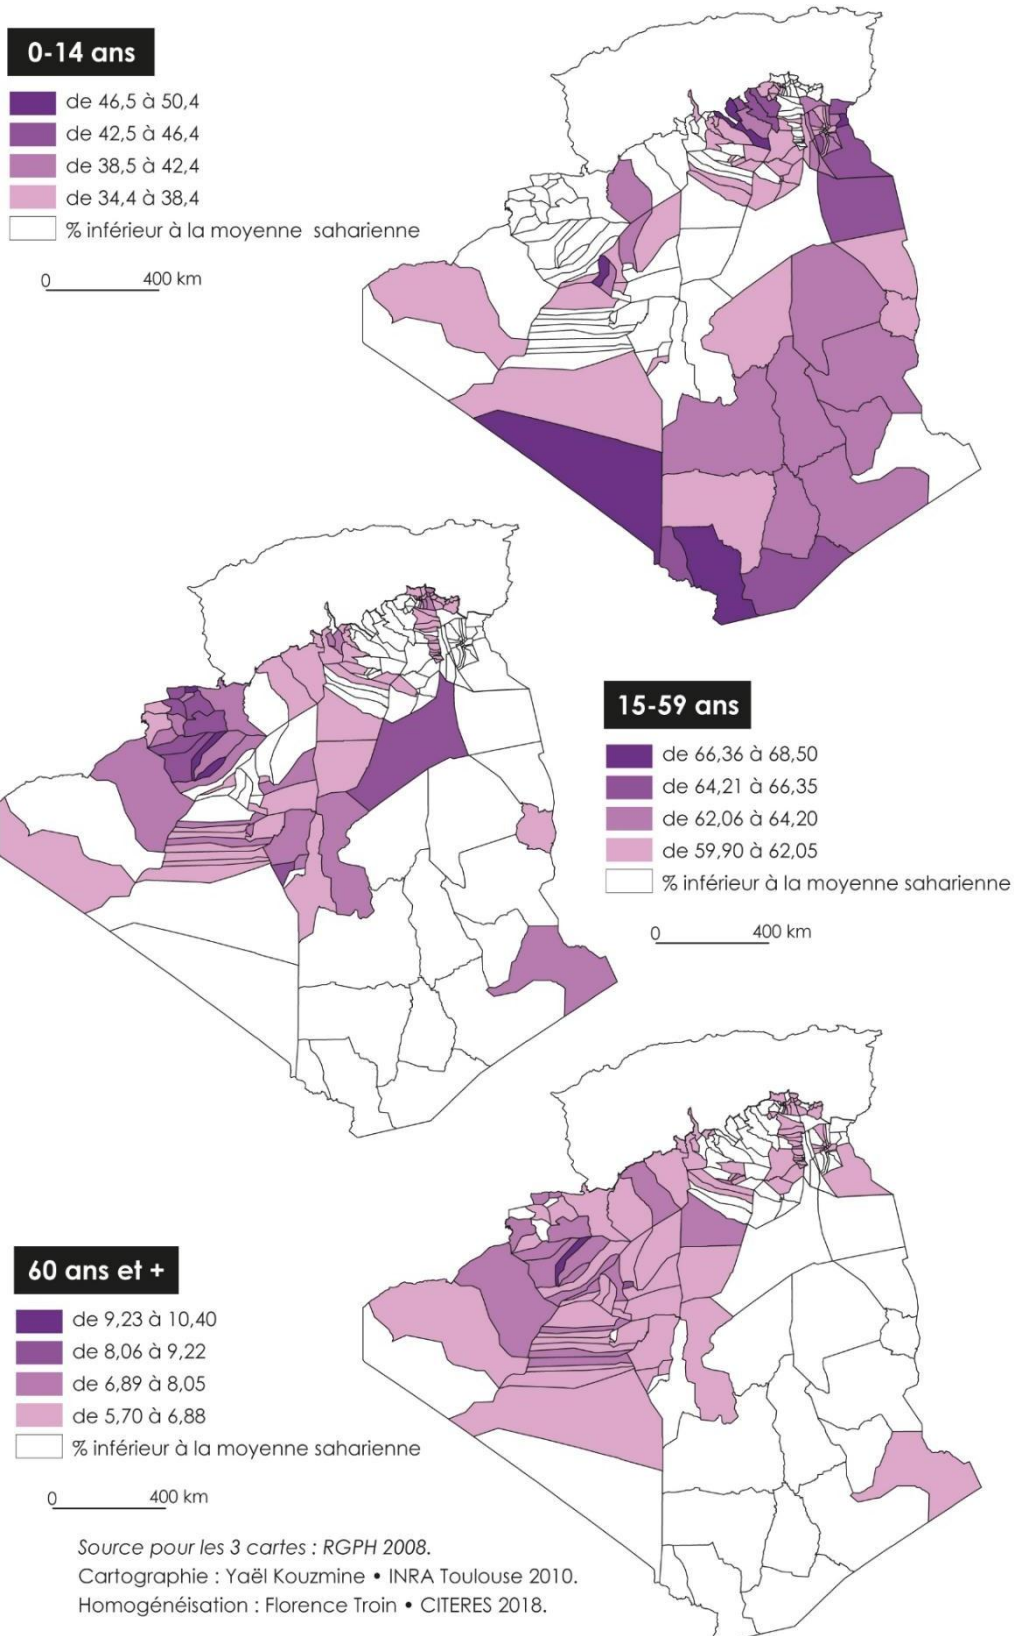 0-14 ans
de 46,5 à 50,4
de 42,5 à 46,4
de 38,5 à 42,4
de 34,4 à 38,4
% inférieur à la moyenne saharienne
0 400 km
15-59 ans
de 66,36 à 68,50
de 64,21 à 66,35
de 62,06 à 64,20
de 59,90 à 62,05
% inférieur à la moyenne saharienne
0 400 km
60 ans et +
de 9,23 à 10,40
de 8,06 à 9,22
de 6,89 à 8,05
de 5,70 à 6,88
% inférieur à la moyenne saharienne
0 400 km
Source pour les 3 cartes : RGPH 2008.
Cartographie : Yaël Kouzmine • INRA Toulouse 2010.
Homogénéisation : Florence Troin • CITERES 2018.